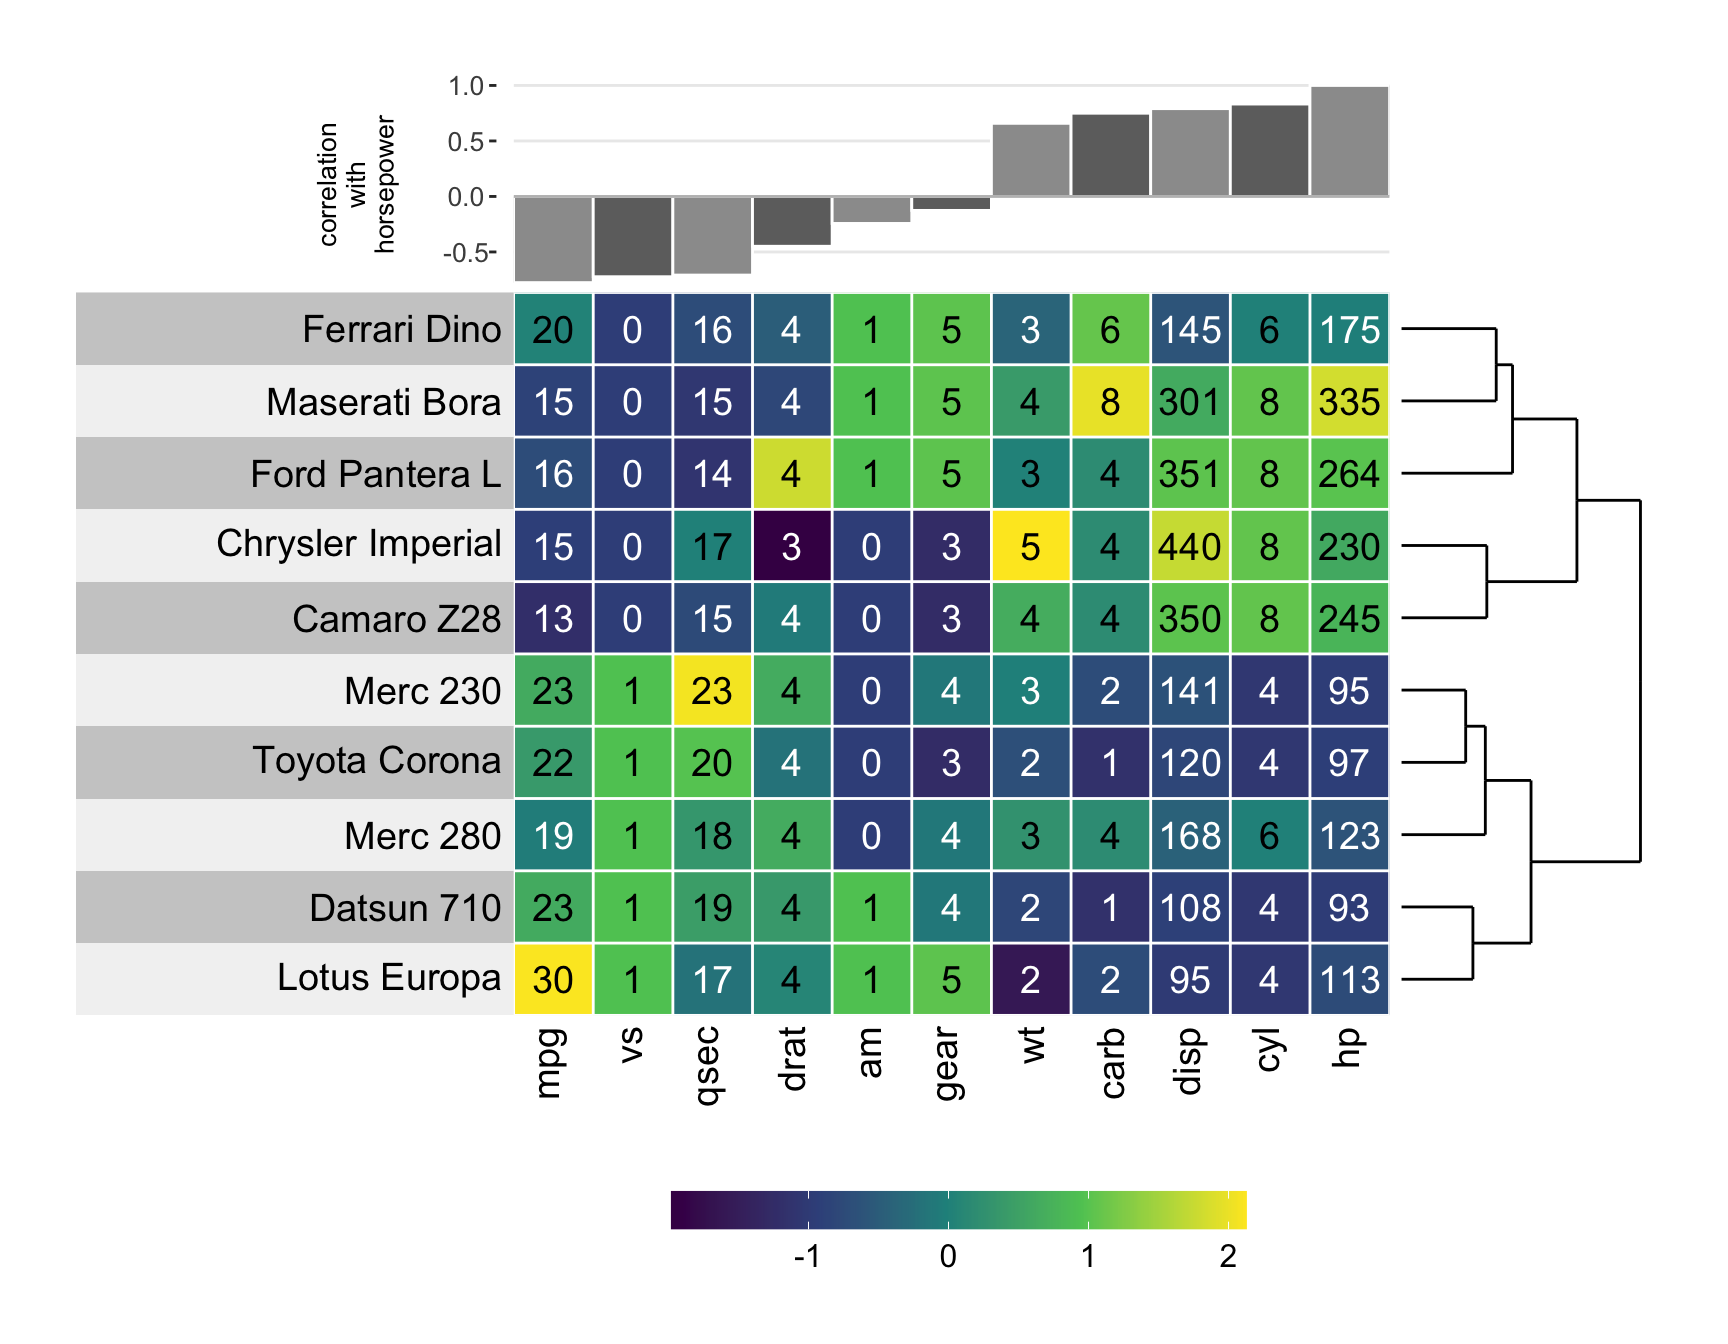 1.0
0.5
0.0
-0.5
correlation
with
horsepower
Ferrari Dino 20 0 16 4 1 5 3 6 145 6 175
Maserati Bora 15 0 15 4 1 5 4 8 301 8 335
Ford Pantera L 16 0 14 4 1 5 3 4 351 8 264
Chrysler Imperial 15 0 17 3 0 3 5 4 440 8 230
Camaro Z28 13 0 15 4 0 3 4 4 350 8 245
Merc 230 23 1 23 4 0 4 3 2 141 4 95
Toyota Corona 22 1 20 4 0 3 2 1 120 4 97
Merc 280 19 1 18 4 0 4 3 4 168 6 123
Datsun 710 23 1 19 4 1 4 2 1 108 4 93
Lotus Europa 30 1 17 4 1 5 2 2 95 4 113
mpg vs qsec drat am gear wt carb disp cyl hp
-1 0 1 2